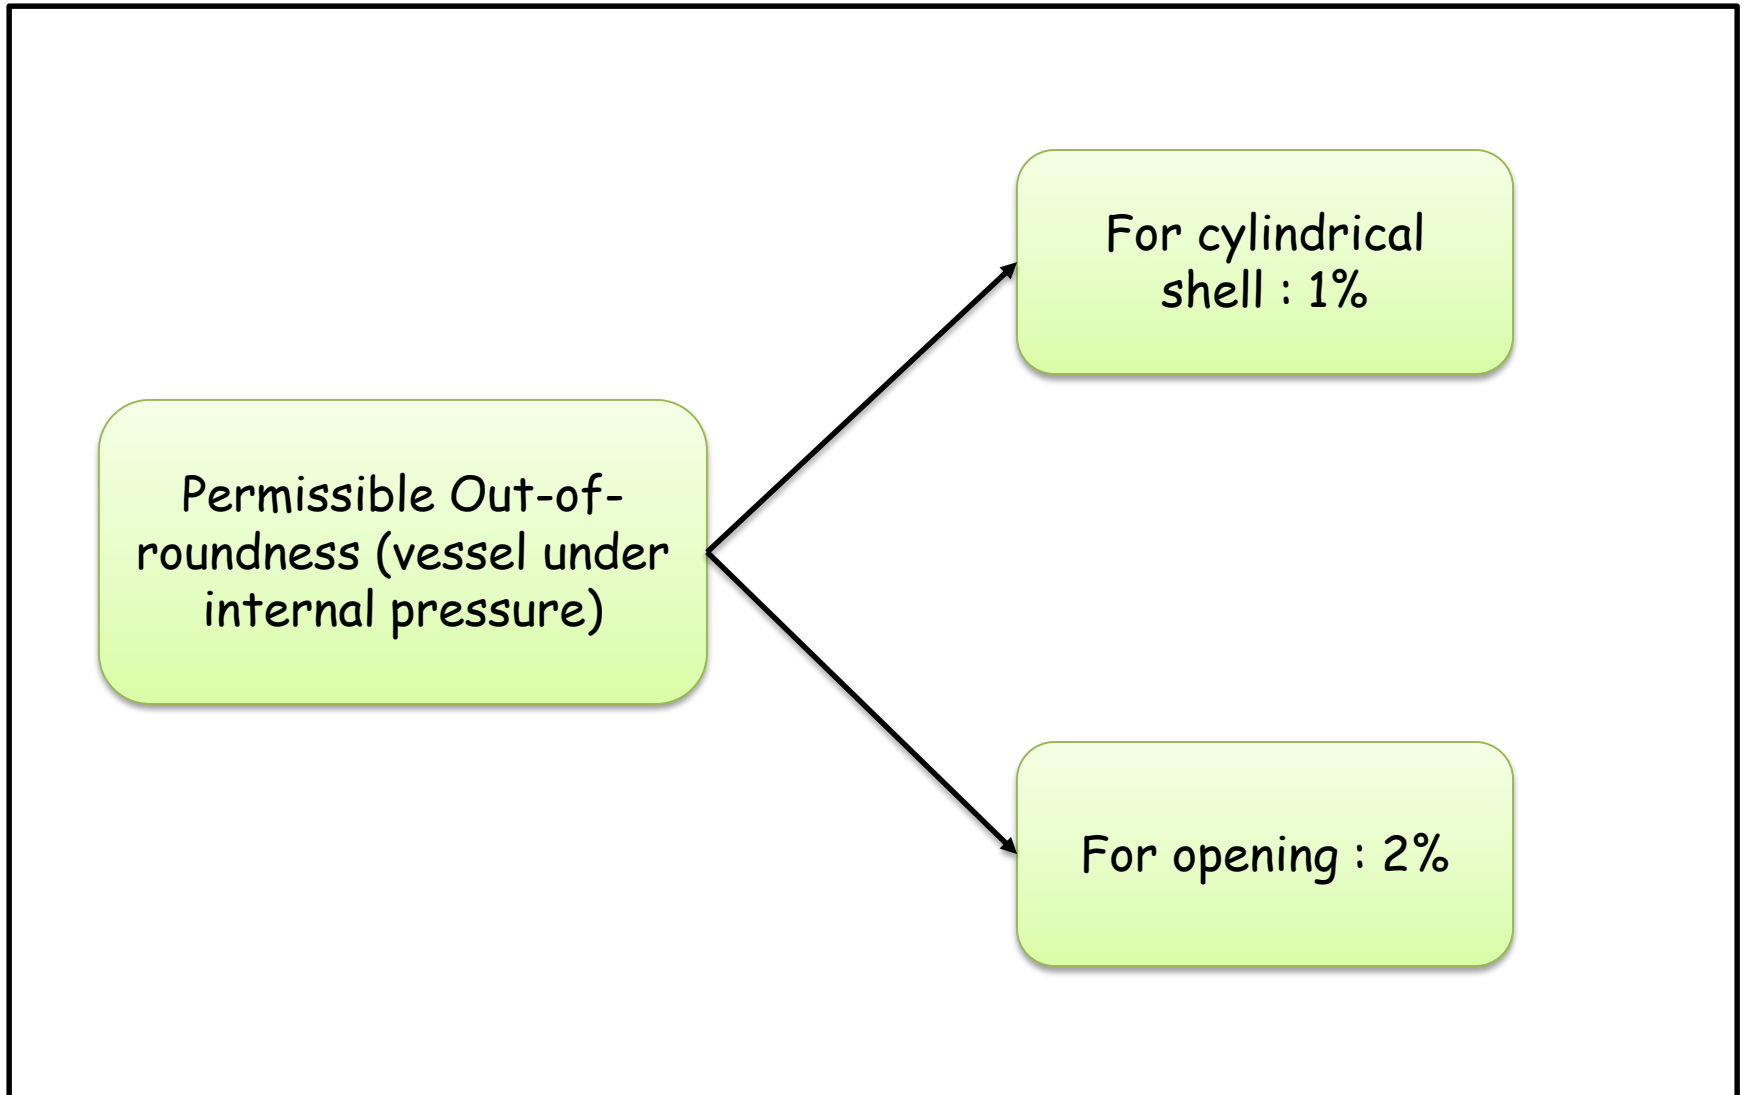 For cylindrical
shell : 1%
Permissible Out-of-
roundness (vessel under
internal pressure)
For opening : 2%